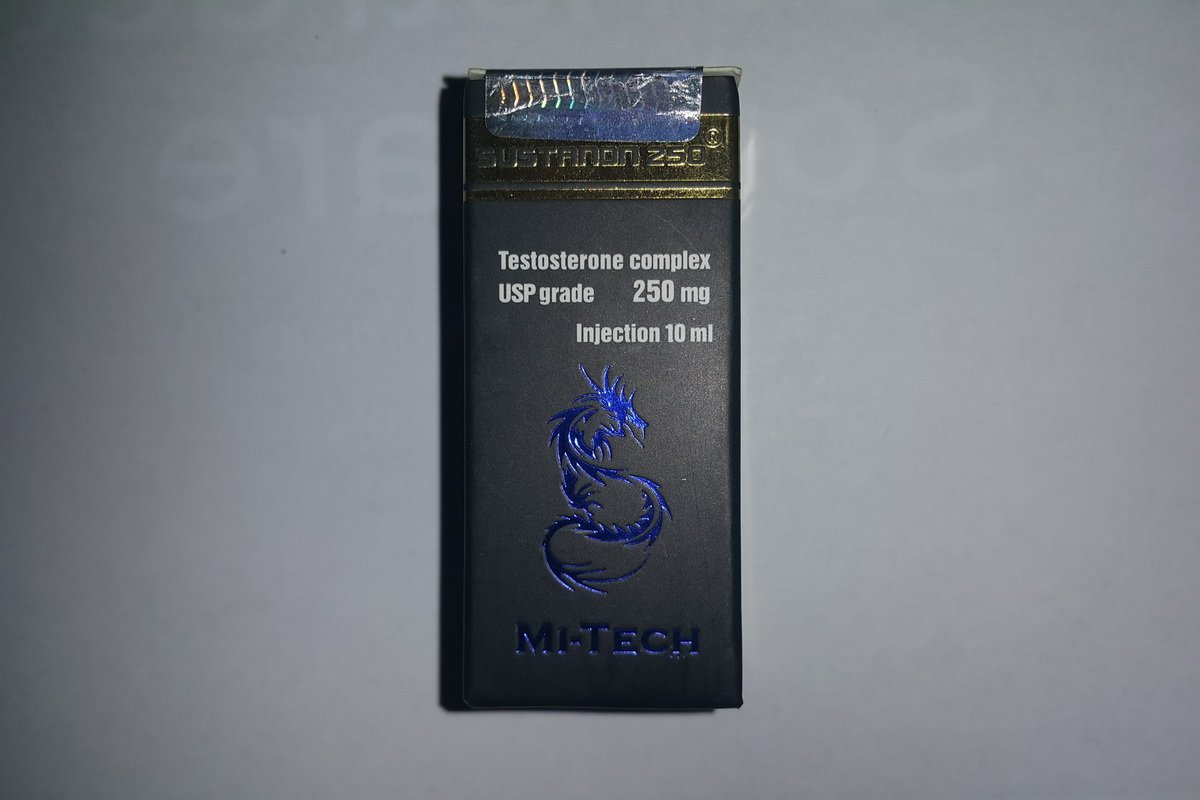 SUSTANON 250®
Testosterone complex
USP grade 250 mg
Injection 10 ml
MI-TECH